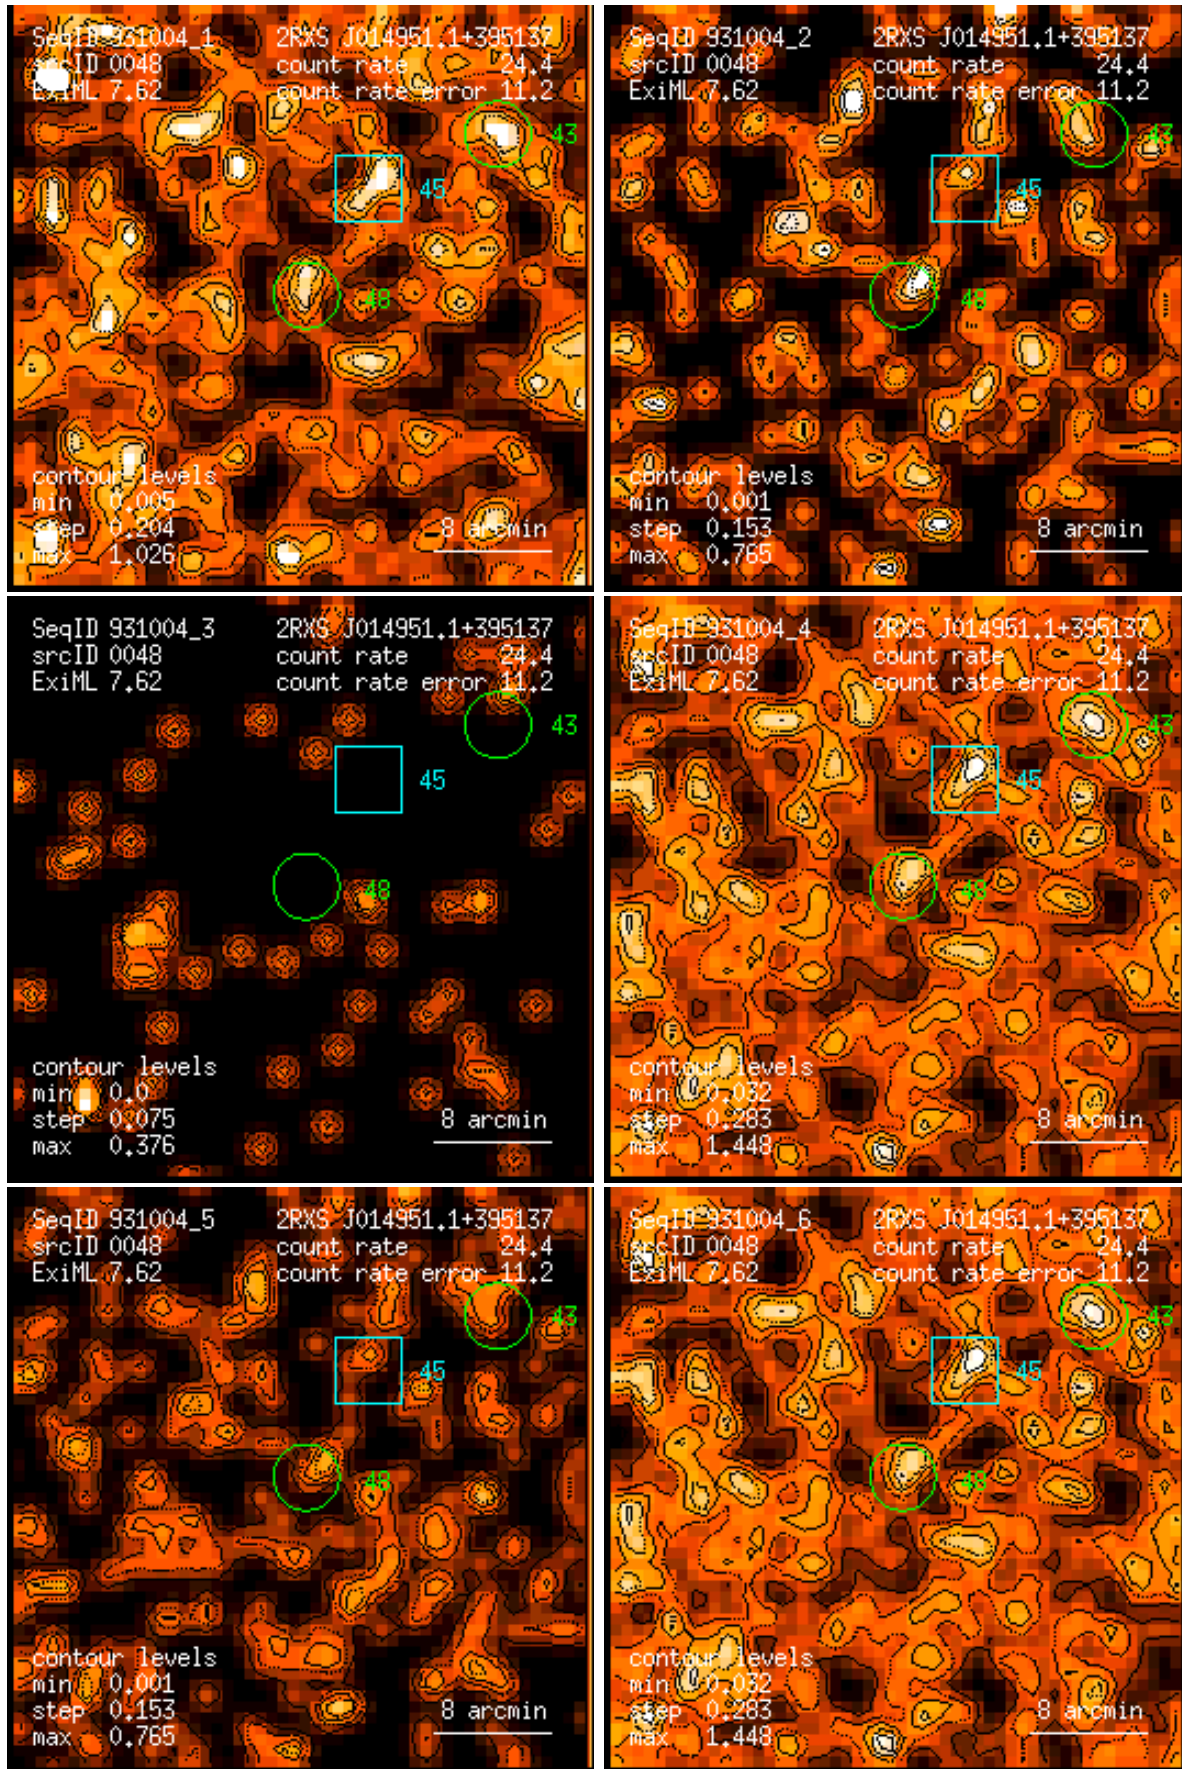 SeqID 931004_1 2RXS J014951.1+395137
srcID 0048 count rate 24.4
ExiML 7.62 count rate error 11.2
43
45
48
contour levels
min 0.005
step 0.204 8 arcmin
max 1.026
SeqID 931004_2 2RXS J014951.1+395137
srcID 0048 count rate 24.4
ExiML 7.62 count rate error 11.2
43
45
48
contour levels
min 0.001
step 0.153 8 arcmin
max 0.765
SeqID 931004_3 2RXS J014951.1+395137
srcID 0048 count rate 24.4
ExiML 7.62 count rate error 11.2
43
45
48
contour levels
min 0.0
step 0.075 8 arcmin
max 0.376
SeqID 931004_4 2RXS J014951.1+395137
srcID 0048 count rate 24.4
ExiML 7.62 count rate error 11.2
43
45
48
contour levels
min 0.032
step 0.283 8 arcmin
max 1.448
SeqID 931004_5 2RXS J014951.1+395137
srcID 0048 count rate 24.4
ExiML 7.62 count rate error 11.2
43
45
48
contour levels
min 0.001
step 0.153 8 arcmin
max 0.765
SeqID 931004_6 2RXS J014951.1+395137
srcID 0048 count rate 24.4
ExiML 7.62 count rate error 11.2
43
45
48
contour levels
min 0.032
step 0.283 8 arcmin
max 1.448